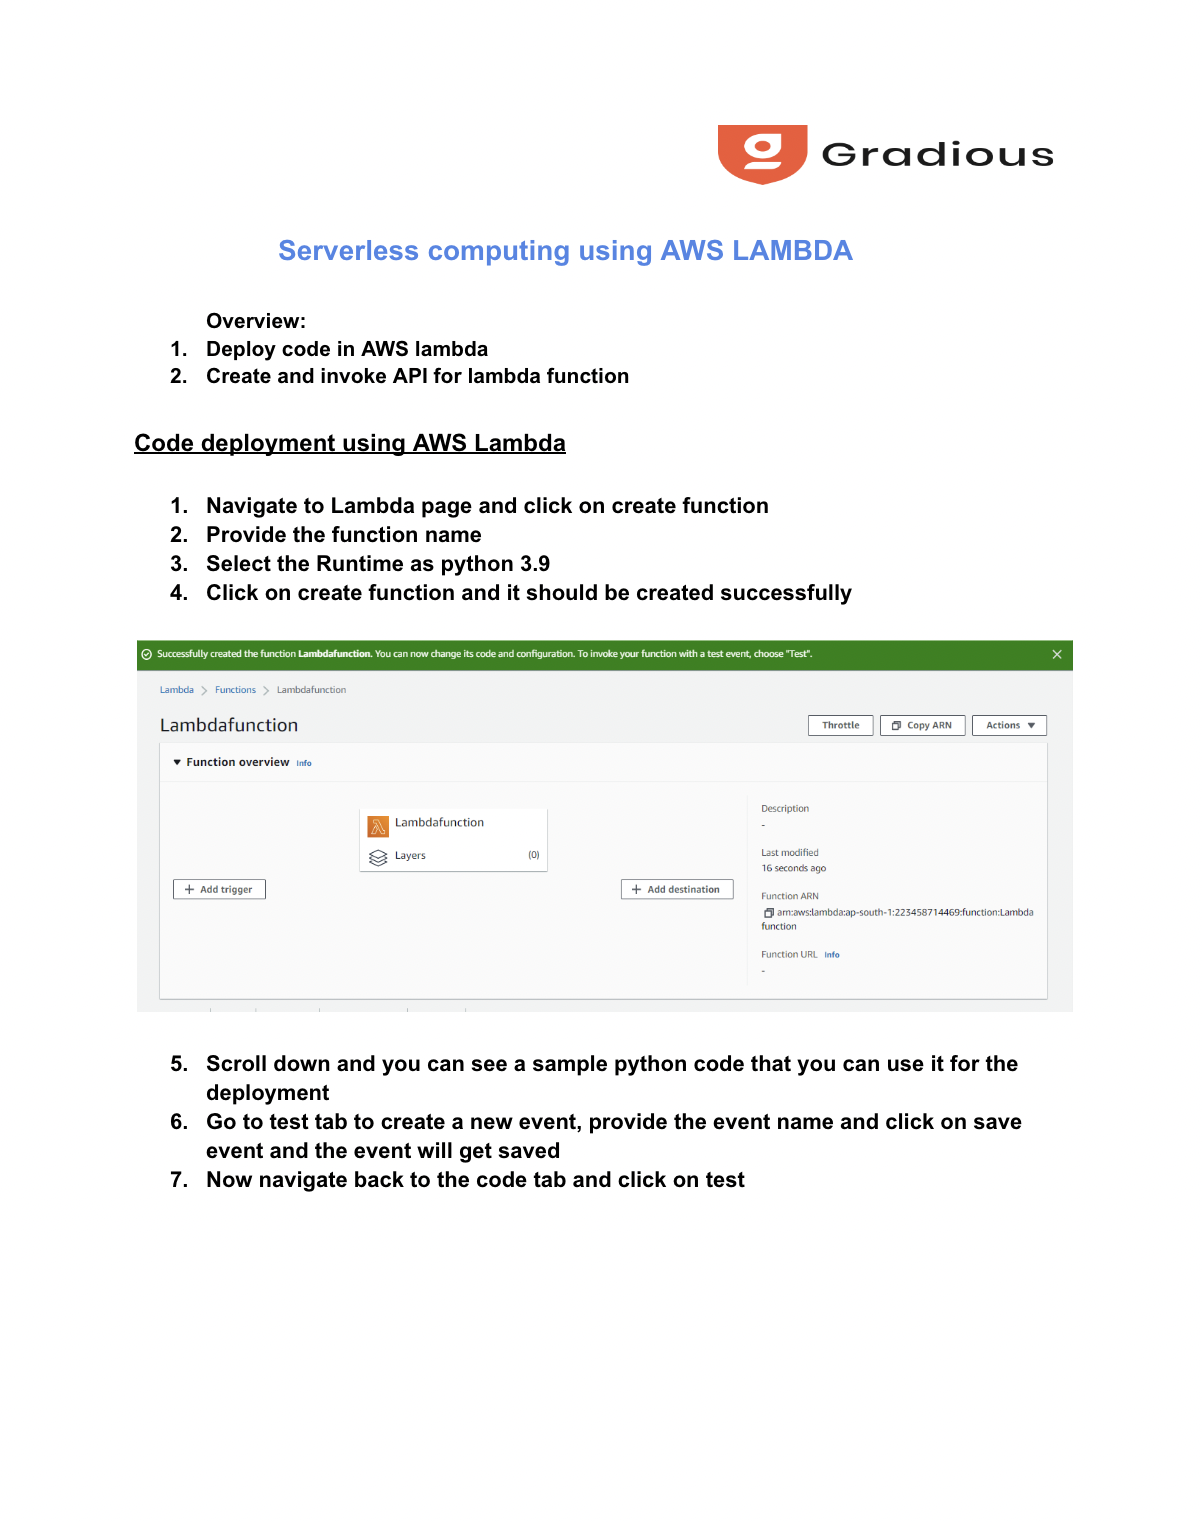 Gradious
Serverless computing using AWS LAMBDA
Overview:
1. Deploy code in AWS lambda
2. Create and invoke API for lambda function
Code deployment using AWS Lambda
1. Navigate to Lambda page and click on create function
2. Provide the function name
3. Select the Runtime as python 3.9
4. Click on create function and it should be created successfully
Successfully created the function Lambdafunction. You can now change its code and configuration. To invoke your function with a test event, choose "Test".
Lambda > Functions > Lambdafunction
Lambdafunction
Throttle
Copy ARN
Actions
Function overview Info
Lambdafunction
Layers (0)
+ Add trigger
+ Add destination
Description
-
Last modified
16 seconds ago
Function ARN
arn:aws:lambda:ap-south-1:223458714469:function:Lambda
function
Function URL Info
-
5. Scroll down and you can see a sample python code that you can use it for the
deployment
6. Go to test tab to create a new event, provide the event name and click on save
event and the event will get saved
7. Now navigate back to the code tab and click on test